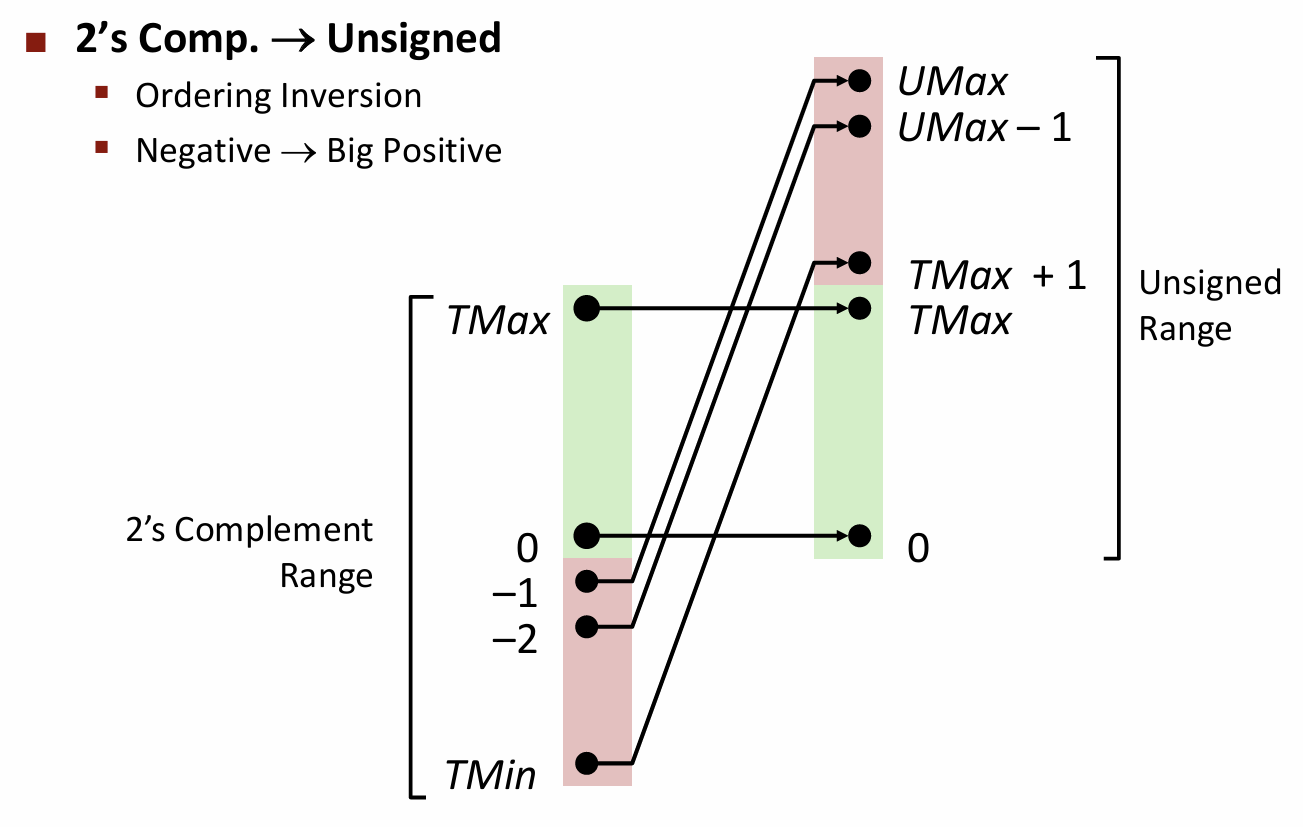 2's Comp. → Unsigned
Ordering Inversion
Negative → Big Positive
UMax
UMax – 1
TMax + 1
TMax
0
Unsigned
Range
TMax
0
–1
–2
TMin
2's Complement
Range